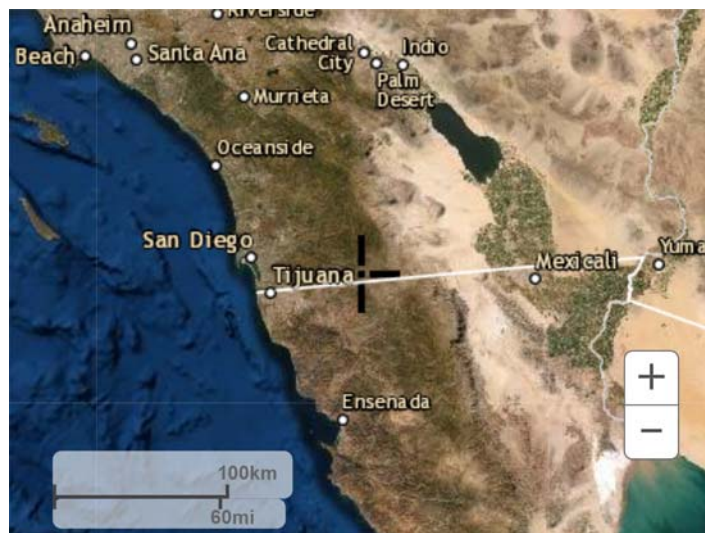 Riverside
Anaheim
Beach
Santa Ana
Cathedral
City
Indio
Palm
Desert
Murrieta
Oceanside
San Diego
Tijuana
Mexicali
Yuma
Ensenada
+
−
100km
60mi